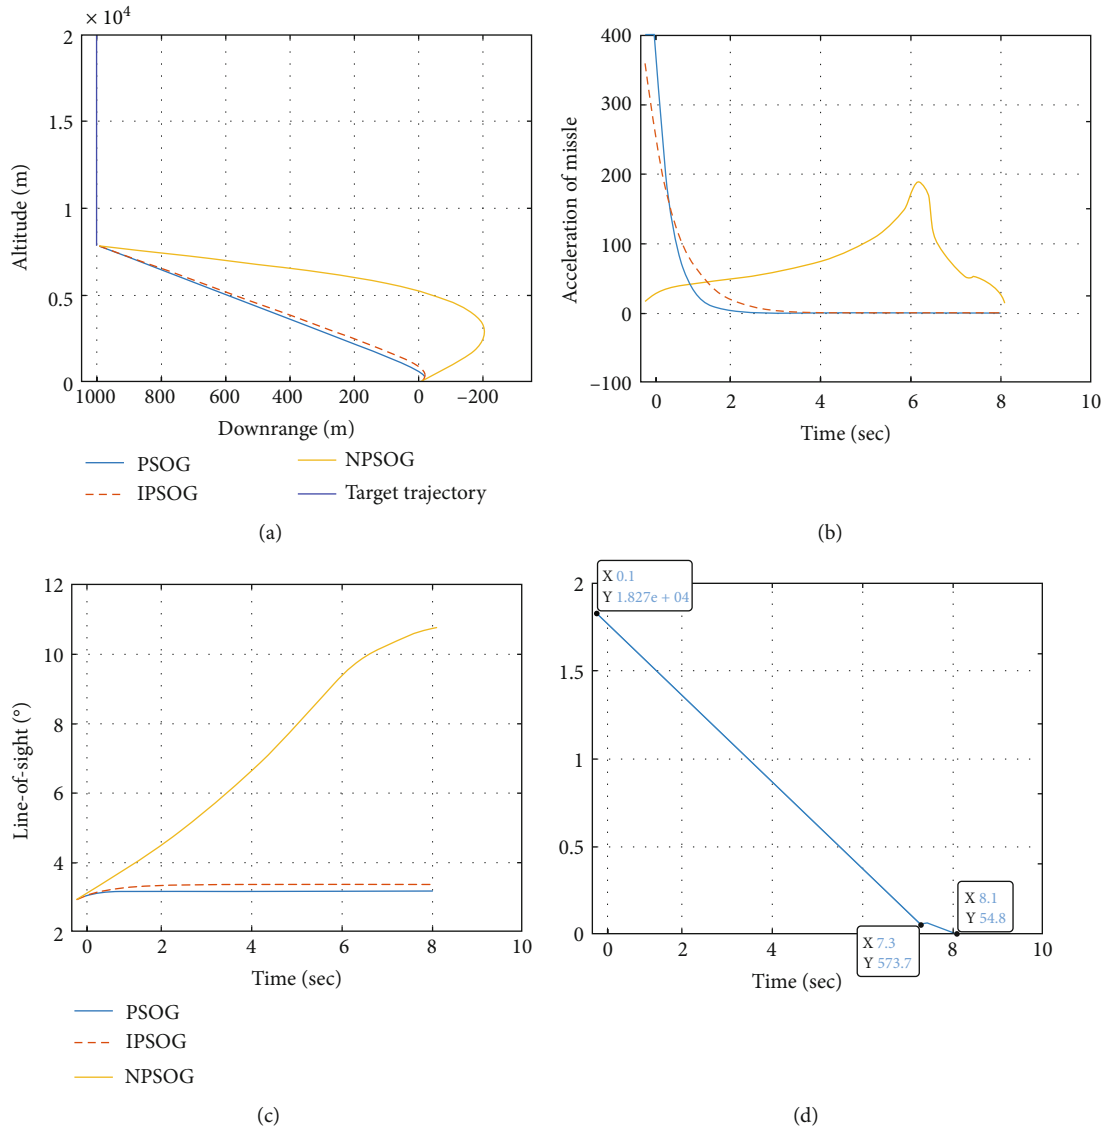 × 10⁴
2
1.5
1
0.5
0
Altitude (m)
1000 800 600 400 200 0 −200
Downrange (m)
PSOG
IPSOG
NPSOG
Target trajectory
(a)
400
300
200
100
0
−100
Acceleration of missle
0 2 4 6 8 10
Time (sec)
(b)
12
10
8
6
4
2
Line-of-sight (°)
0 2 4 6 8 10
Time (sec)
PSOG
IPSOG
NPSOG
(c)
X 0.1
Y 1.827e + 04
2
1.5
1
0.5
0
X 8.1
Y 54.8
X 7.3
Y 573.7
0 2 4 6 8 10
Time (sec)
(d)